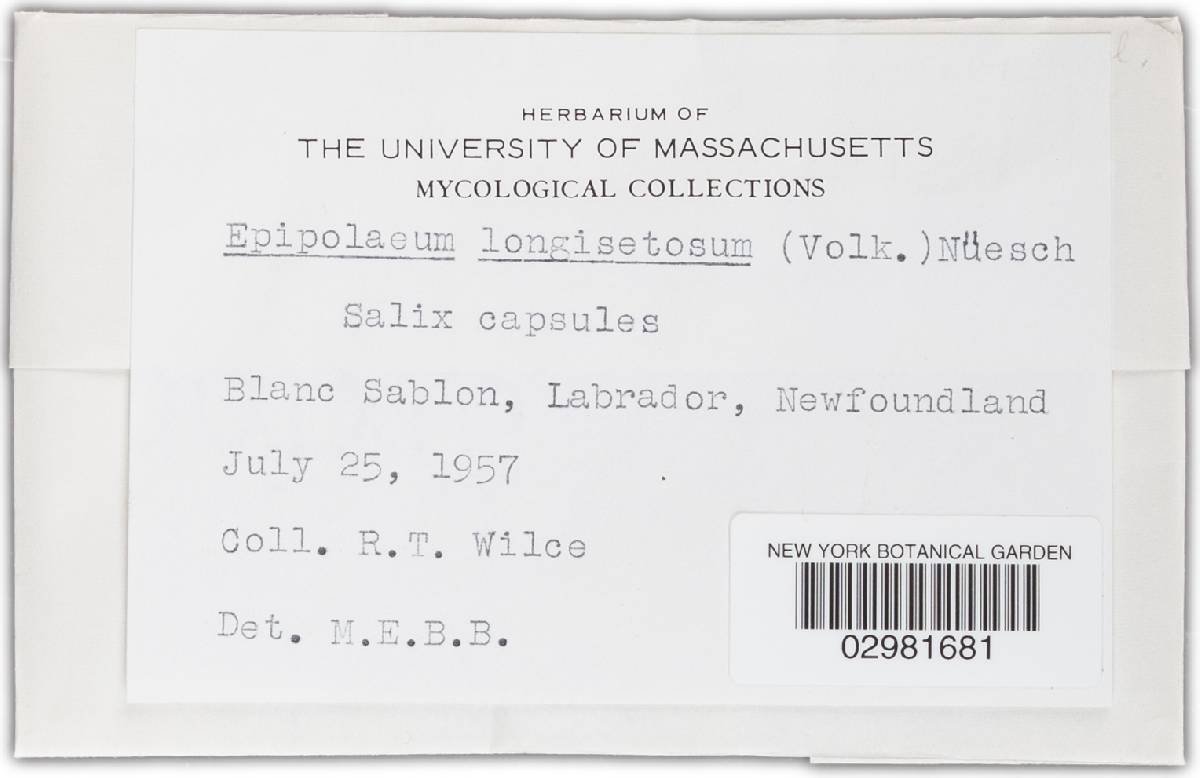 HERBARIUM OF
THE UNIVERSITY OF MASSACHUSETTS
MYCOLOGICAL COLLECTIONS
Epipolaeum longisetosum (Volk.)Nüesch
Salix capsules
Blanc Sablon, Labrador, Newfoundland
July 25, 1957
Coll. R.T. Wilce
Det. M.E.B.B.
NEW YORK BOTANICAL GARDEN
02981681